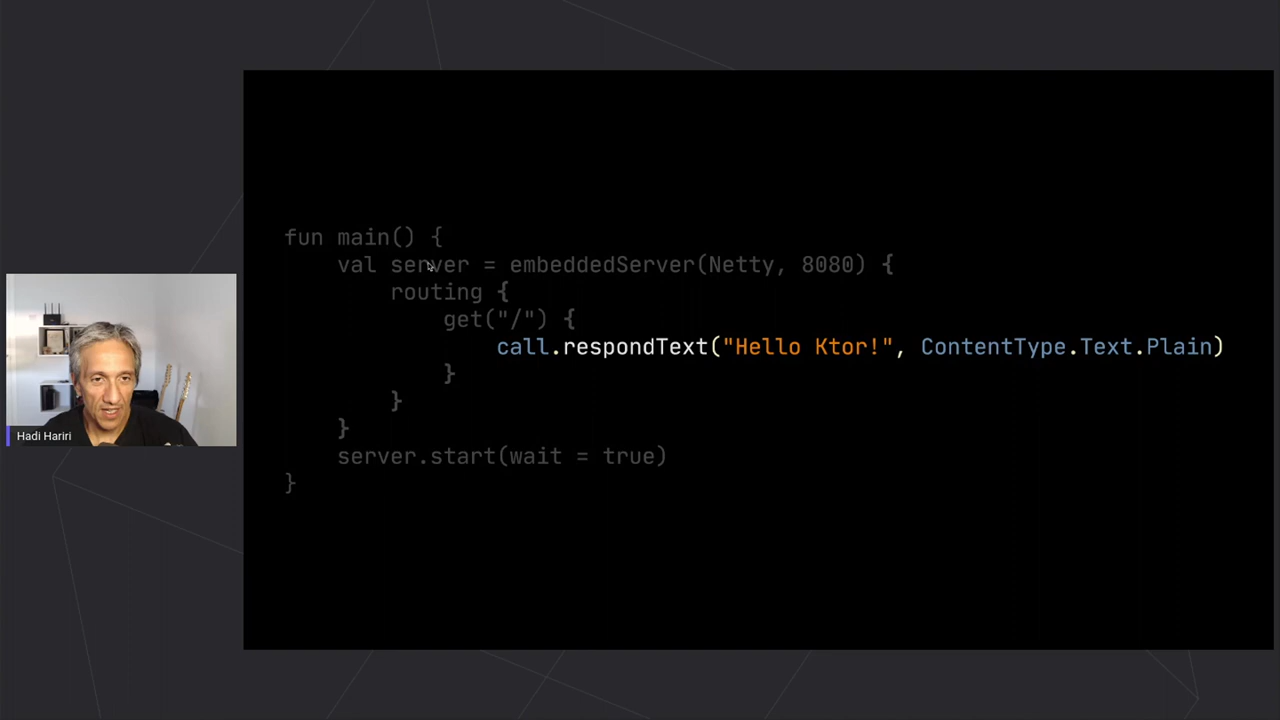 fun main() {
val server = embeddedServer(Netty, 8080) {
routing {
get("/") {
call.respondText("Hello Ktor!", ContentType.Text.Plain)
}
}
}
server.start(wait = true)
}
Hadi Hariri